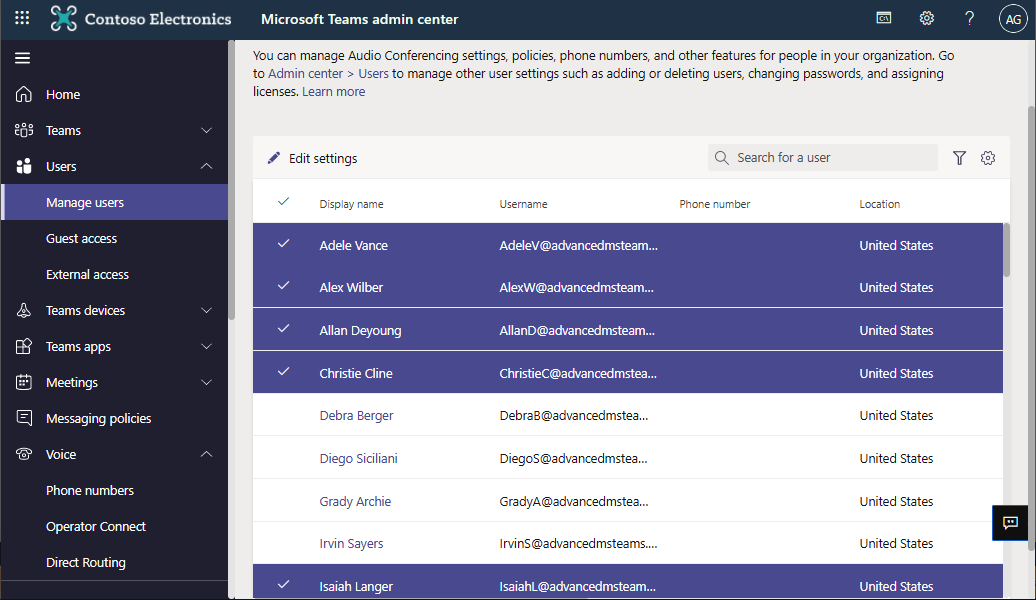 Contoso Electronics
Microsoft Teams admin center
AG
You can manage Audio Conferencing settings, policies, phone numbers, and other features for people in your organization. Go
to Admin center > Users to manage other user settings such as adding or deleting users, changing passwords, and assigning
licenses. Learn more
Home
Teams
Users
Manage users
Guest access
External access
Teams devices
Teams apps
Meetings
Messaging policies
Voice
Phone numbers
Operator Connect
Direct Routing
Edit settings
Search for a user
Display name Username Phone number Location
Adele Vance AdeleV@advancedmsteam... United States
Alex Wilber AlexW@advancedmsteam... United States
Allan Deyoung AllanD@advancedmsteam... United States
Christie Cline ChristieC@advancedmstea... United States
Debra Berger DebraB@advancedmsteam... United States
Diego Siciliani DiegoS@advancedmsteam... United States
Grady Archie GradyA@advancedmsteam... United States
Irvin Sayers IrvinS@advancedmsteams.... United States
Isaiah Langer IsaiahL@advancedmsteam... United States